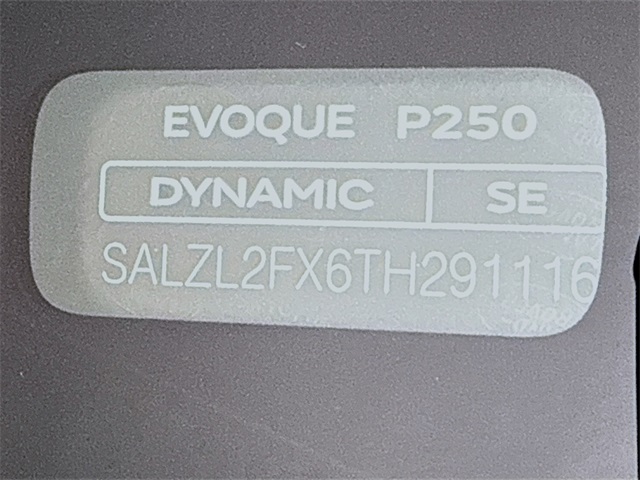 EVOQUE P250
DYNAMIC SE
SALZL2FX6TH291116